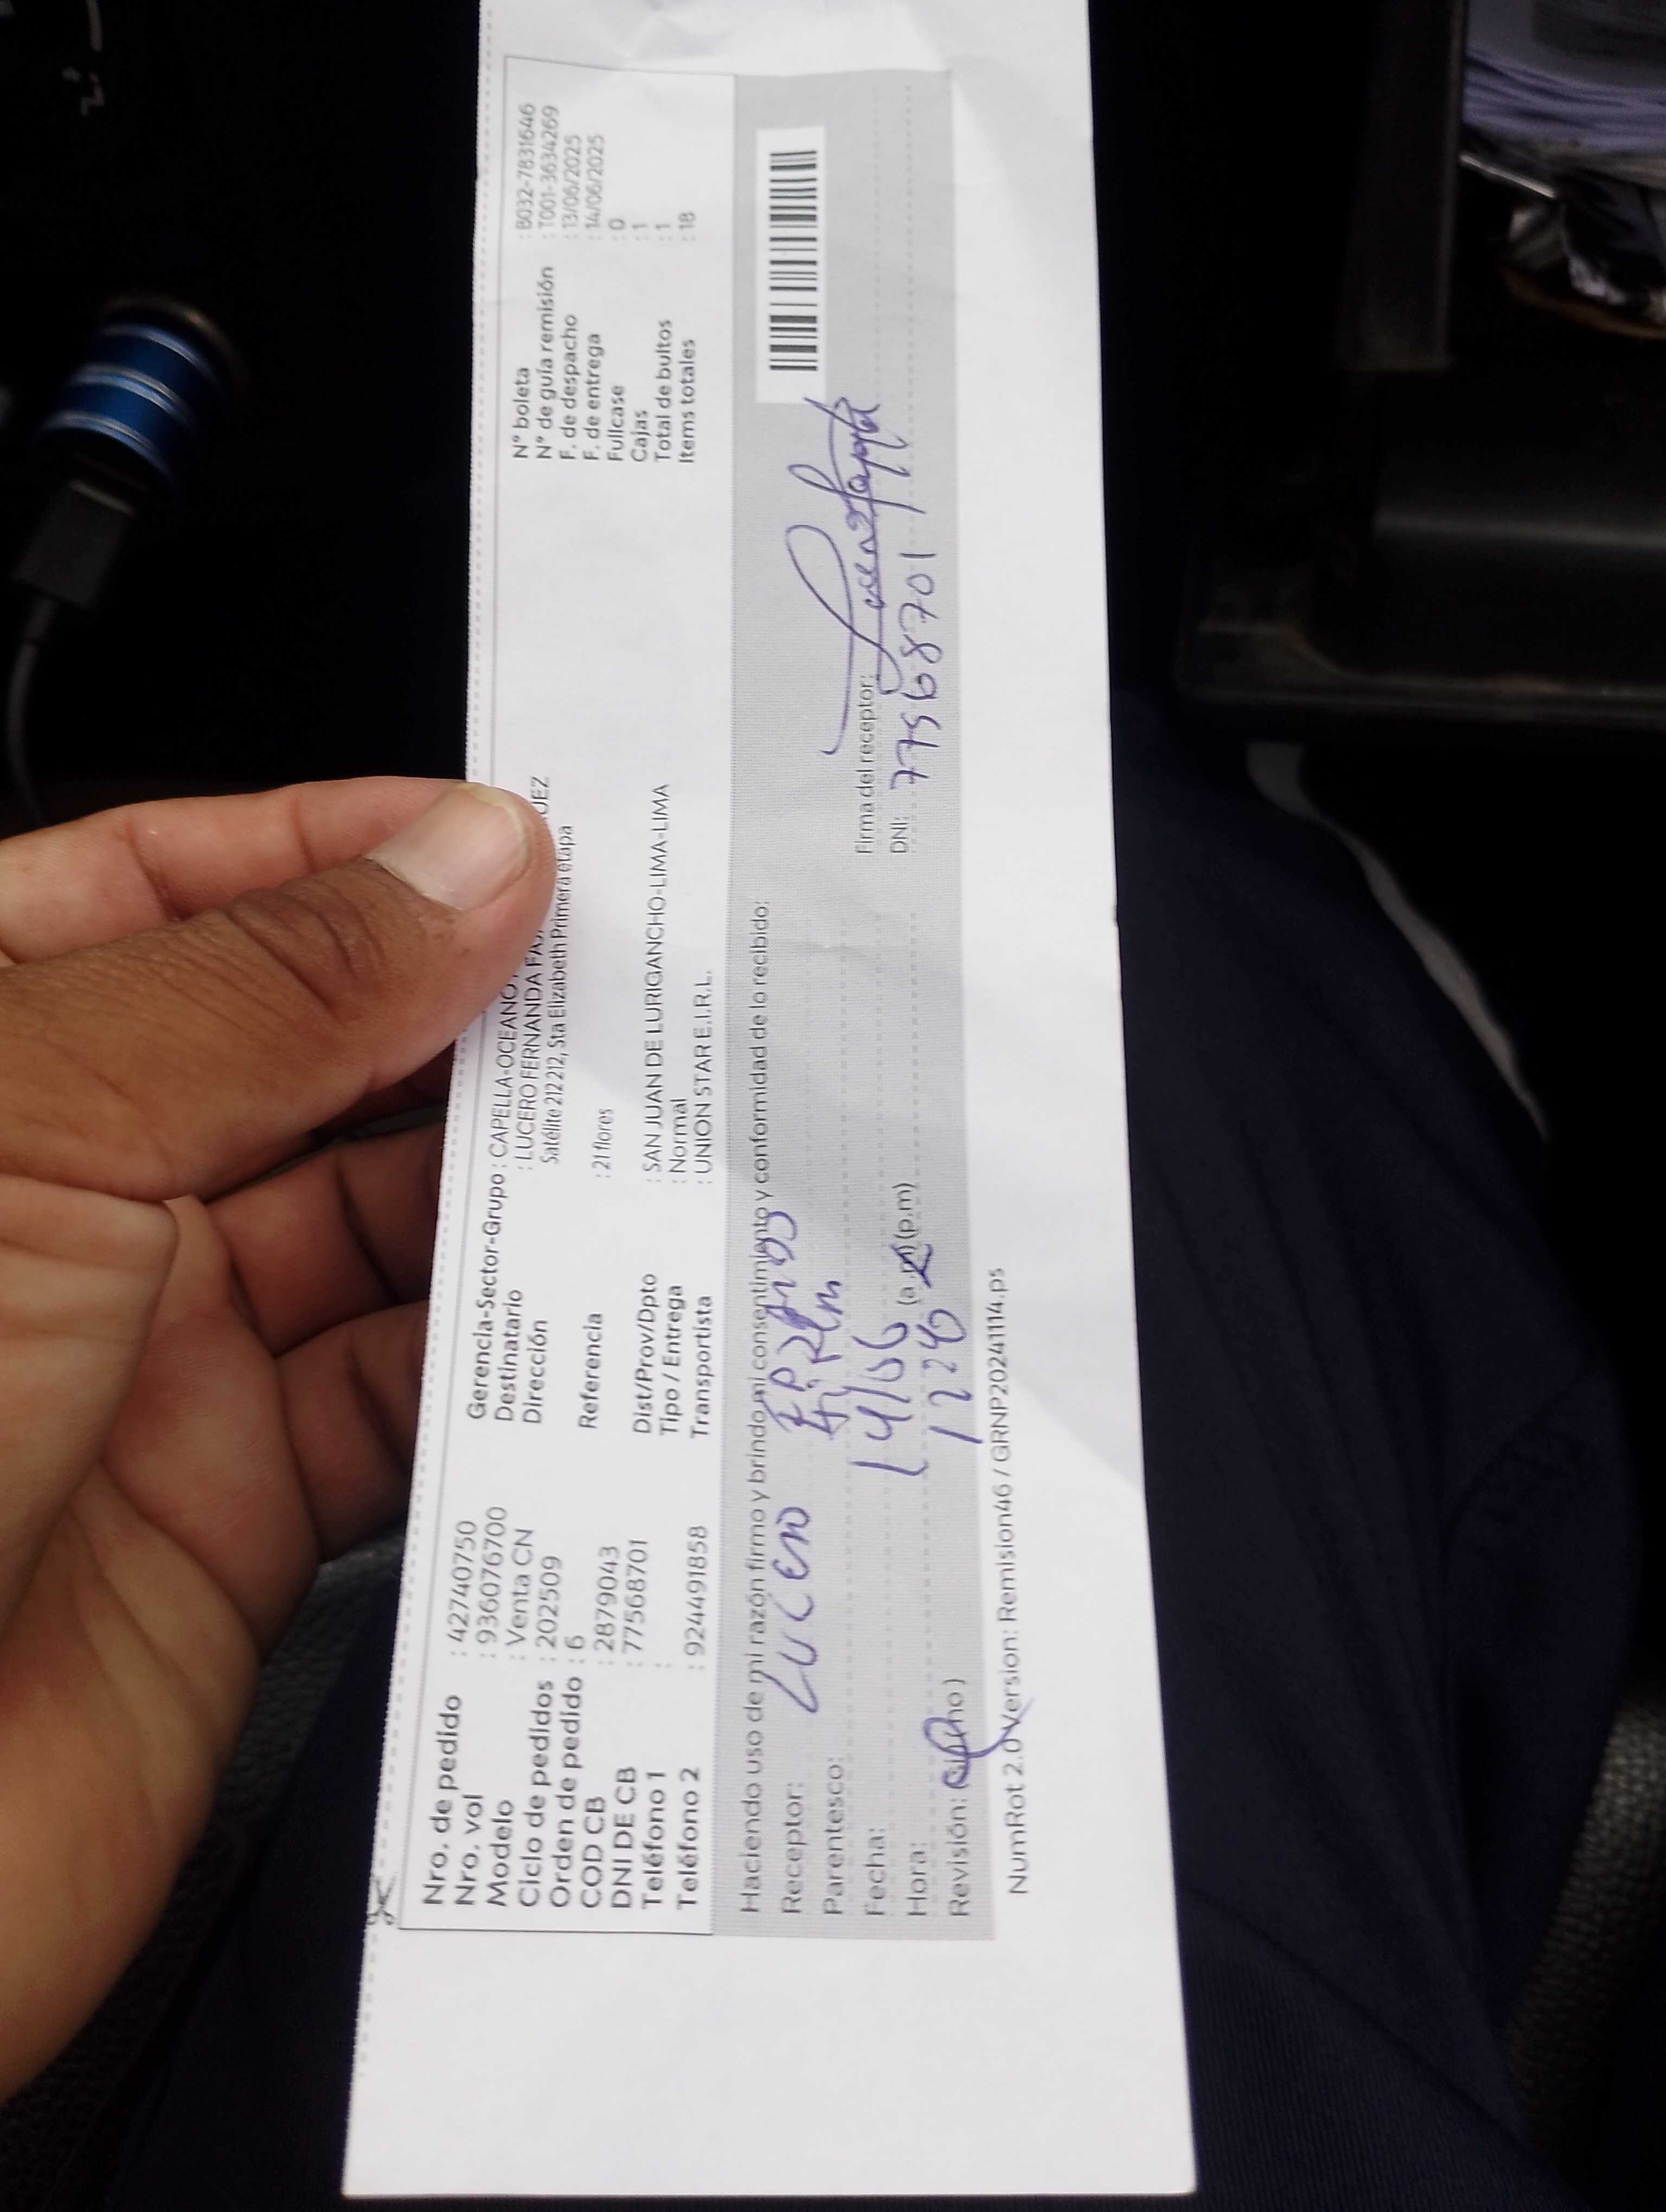 Nro. de pedido : 42740750
Nro. vol : 936076700
Modelo : Venta CN
Ciclo de pedidos : 202509
Orden de pedido : 6
COD CB : 2879043
DNI DE CB : 77568701
Teléfono 1 :
Teléfono 2 : 924491858
Gerencia-Sector-Grupo : CAPELLA-OCEANO
Destinatario : LUCERO FERNANDA UEZ
Dirección Satélite 212 212, Sta Elizabeth Primera etapa
Referencia : 21 flores
Dist/Prov/Dpto : SAN JUAN DE LURIGANCHO-LIMA-LIMA
Tipo / Entrega : Normal
Transportista : UNION STAR E.I.R.L.
N° boleta : B032-7831646
N° de guía remisión : T001-3634269
F. de despacho : 13/06/2025
F. de entrega : 14/06/2025
Fullcase : 0
Cajas : 1
Total de bultos : 1
Items totales : 18
Haciendo uso de mi razón firmo y brindo mi consentimiento y conformidad de lo recibido:
Receptor: Lucero
Parentesco:
Fecha: 14/06
Hora: 1226 (p.m)
Revisión:
Firma del receptor:
DNI: 77568701
NumRot 2.0 Version: Remision46 / GRNP20241114.ps